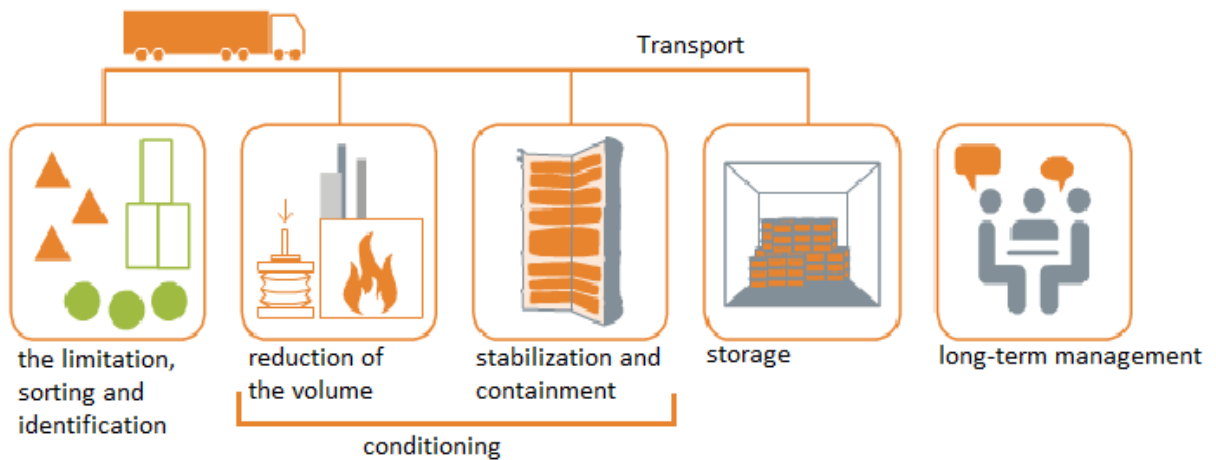 Transport
the limitation,
sorting and
identification
reduction of
the volume
stabilization and
containment
storage
long-term management
conditioning